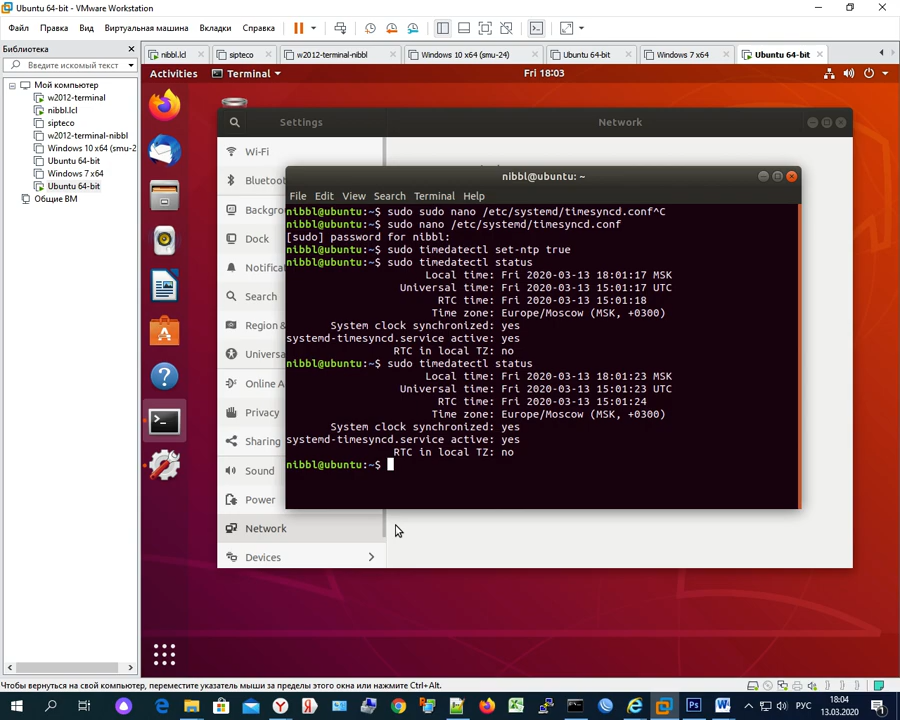 Ubuntu 64-bit - VMware Workstation
Файл Правка Вид Виртуальная машина Вкладки Справка
Библиотека
Введите искомый текст
Мой компьютер
w2012-terminal
nibbl.lcl
sipteco
w2012-terminal-nibbl
Windows 10 x64 (smu-2
Ubuntu 64-bit
Windows 7 x64
Ubuntu 64-bit
Общие ВМ
nibbl.lcl
sipteco
w2012-terminal-nibbl
Windows 10 x64 (smu-24)
Ubuntu 64-bit
Windows 7 x64
Ubuntu 64-bit
Activities
Terminal
Fri 18:03
Settings
Network
Wi-Fi
Bluetoo
Backgro
Dock
Notifica
Search
Region &
Universa
Online A
Privacy
Sharing
Sound
Power
Network
Devices
nibbl@ubuntu: ~
File Edit View Search Terminal Help
nibbl@ubuntu:~$ sudo sudo nano /etc/systemd/timesyncd.conf^C
nibbl@ubuntu:~$ sudo nano /etc/systemd/timesyncd.conf
[sudo] password for nibbl:
nibbl@ubuntu:~$ sudo timedatectl set-ntp true
nibbl@ubuntu:~$ sudo timedatectl status
Local time: Fri 2020-03-13 18:01:17 MSK
Universal time: Fri 2020-03-13 15:01:17 UTC
RTC time: Fri 2020-03-13 15:01:18
Time zone: Europe/Moscow (MSK, +0300)
System clock synchronized: yes
systemd-timesyncd.service active: yes
RTC in local TZ: no
nibbl@ubuntu:~$ sudo timedatectl status
Local time: Fri 2020-03-13 18:01:23 MSK
Universal time: Fri 2020-03-13 15:01:23 UTC
RTC time: Fri 2020-03-13 15:01:24
Time zone: Europe/Moscow (MSK, +0300)
System clock synchronized: yes
systemd-timesyncd.service active: yes
RTC in local TZ: no
nibbl@ubuntu:~$
Чтобы вернуться на свой компьютер, переместите указатель мыши за пределы этого окна или нажмите Ctrl+Alt.
РУС
18:04
13.03.2020